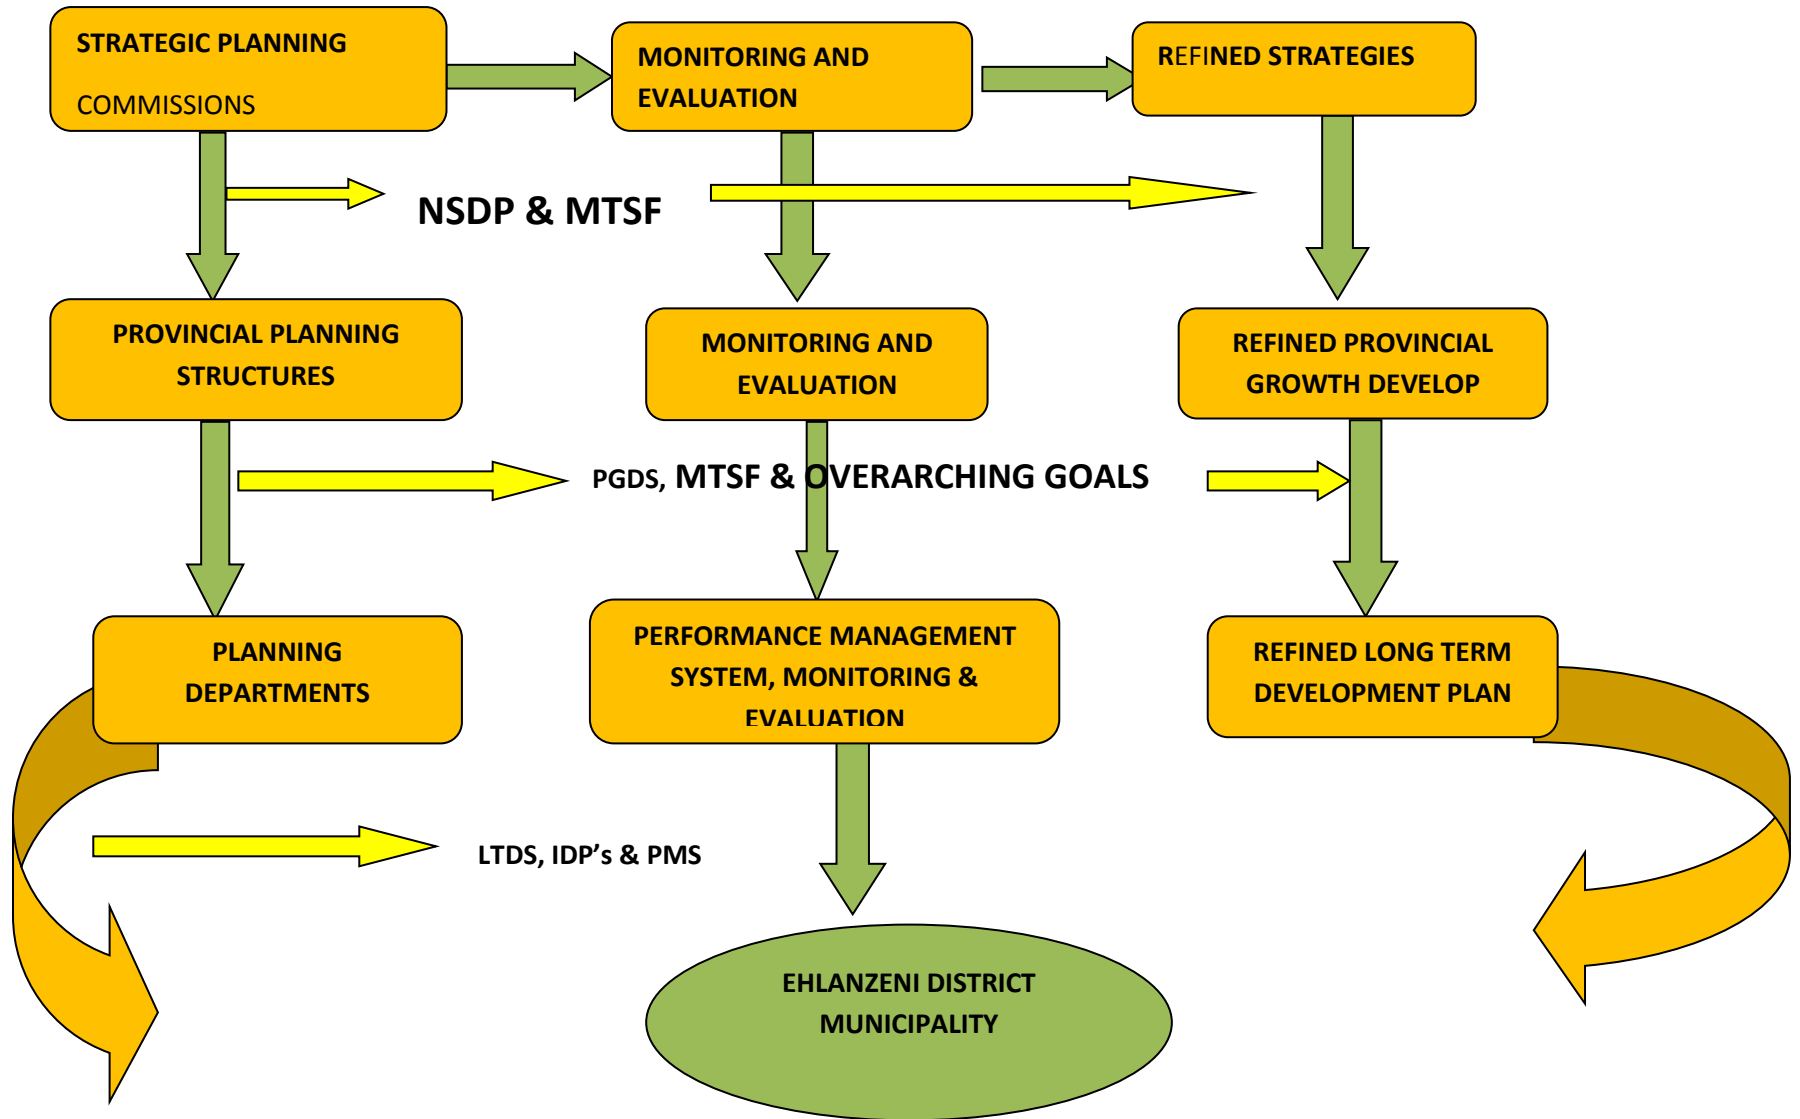 STRATEGIC PLANNING
COMMISSIONS
MONITORING AND
EVALUATION
REFINED STRATEGIES
NSDP & MTSF
PROVINCIAL PLANNING
STRUCTURES
MONITORING AND
EVALUATION
REFINED PROVINCIAL
GROWTH DEVELOP
PGDS, MTSF & OVERARCHING GOALS
PLANNING
DEPARTMENTS
PERFORMANCE MANAGEMENT
SYSTEM, MONITORING &
EVALUATION
REFINED LONG TERM
DEVELOPMENT PLAN
LTDS, IDP’s & PMS
EHLANZENI DISTRICT
MUNICIPALITY